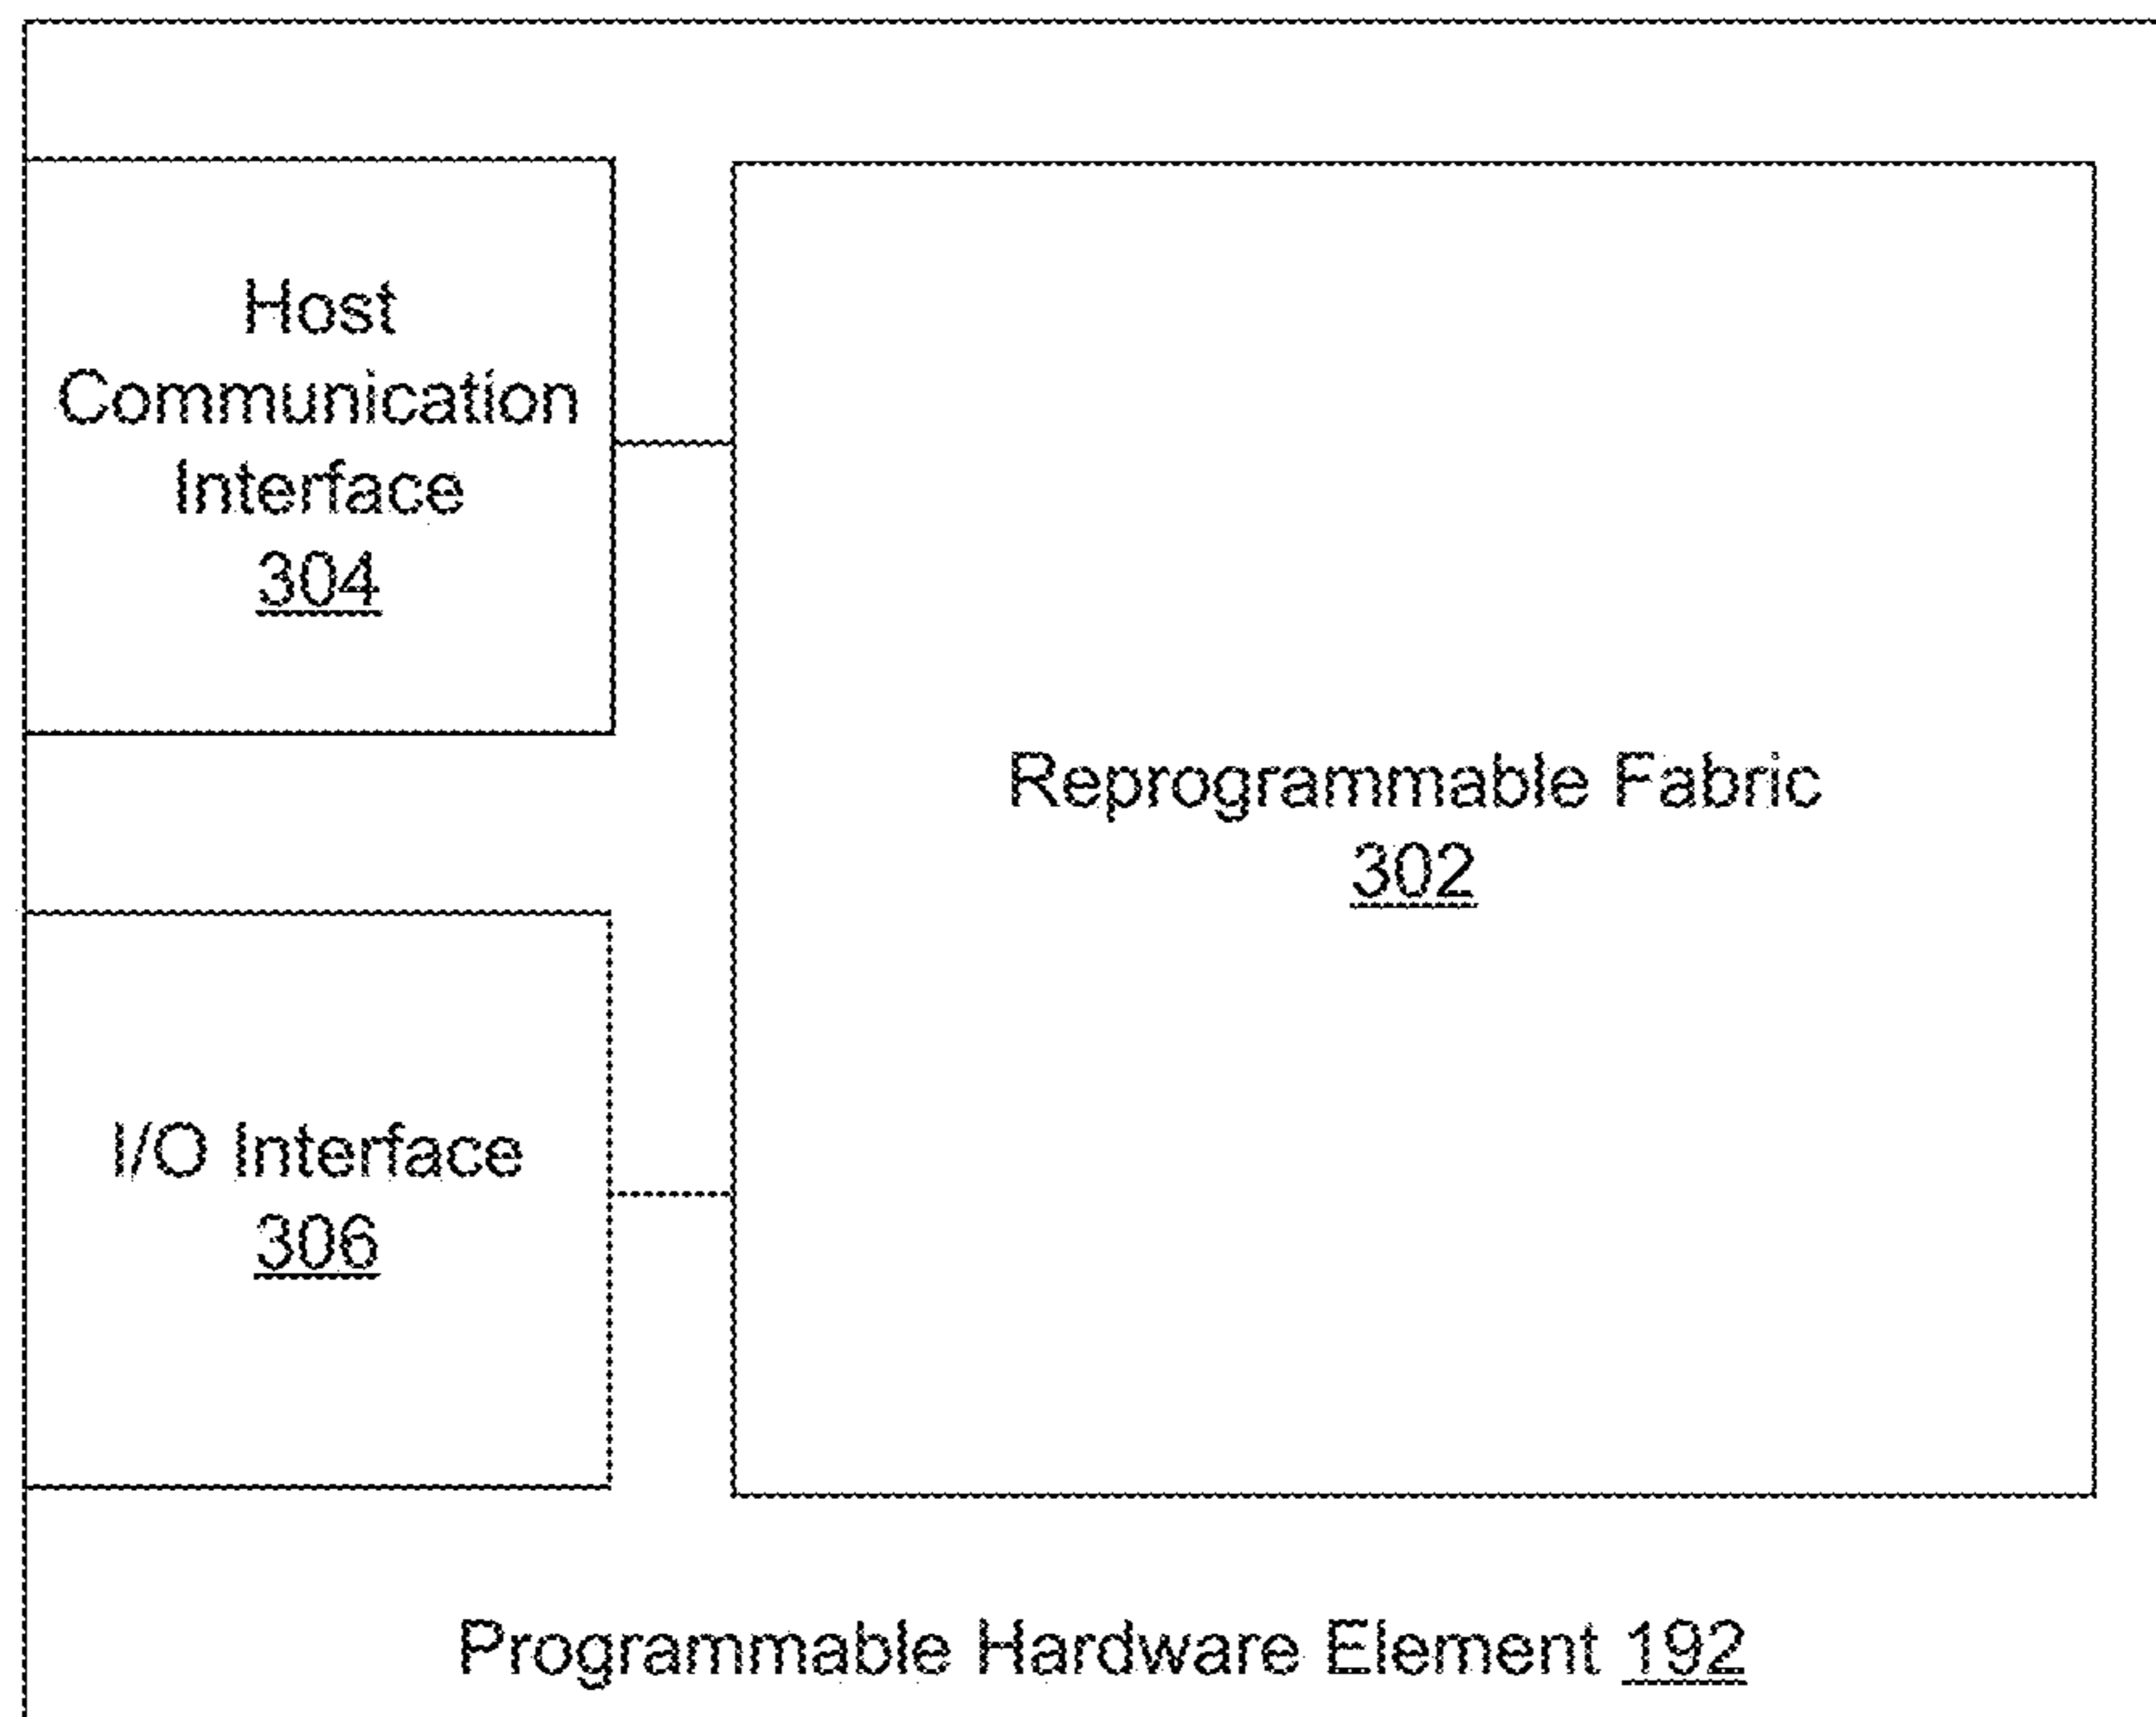 Host
Communication
Interface
304
Reprogrammable Fabric
302
I/O Interface
306
Programmable Hardware Element 192